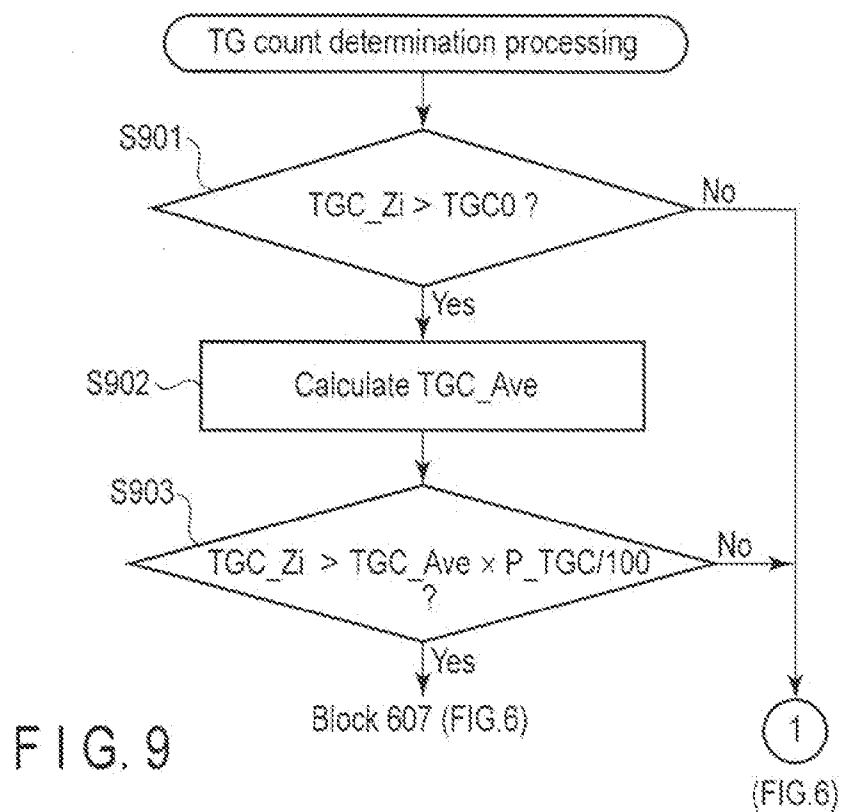 TG count determination processing
S901
TGC_Zi > TGC0 ?
No
Yes
S902
Calculate TGC_Ave
S903
TGC_Zi > TGC_Ave × P_TGC/100
?
No
Yes
Block 607 (FIG.6)
1
(FIG.6)
FIG. 9